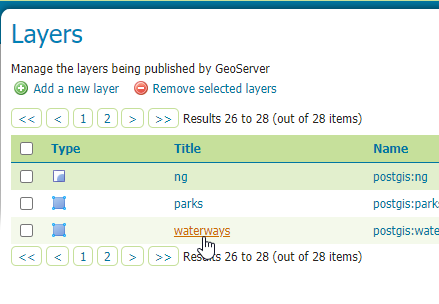 Layers
Manage the layers being published by GeoServer
Add a new layer Remove selected layers
<< < 1 2 > >> Results 26 to 28 (out of 28 items)
Type Title Name
ng postgis:ng
parks postgis:park
waterways postgis:wate
<< < 1 2 > >> Results 26 to 28 (out of 28 items)